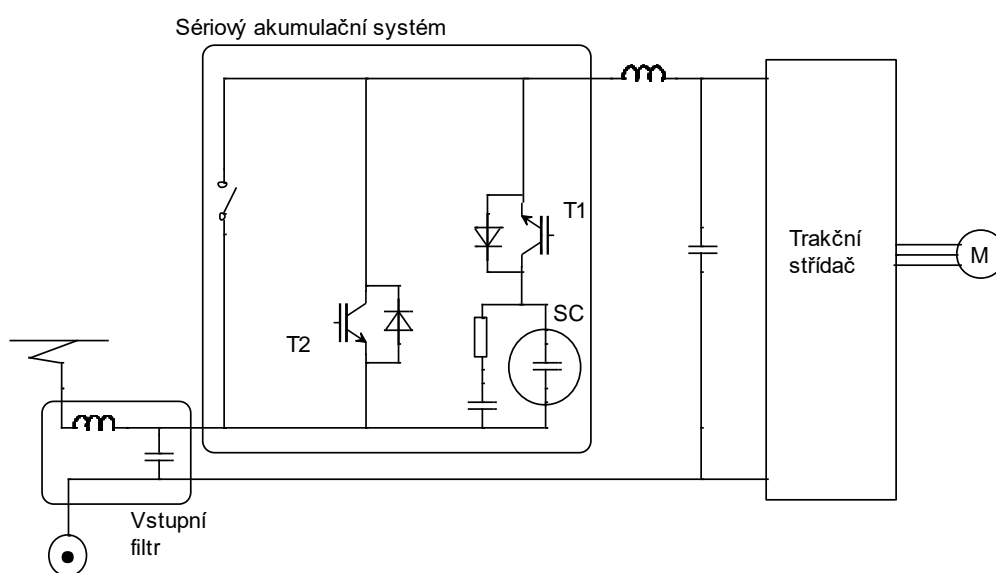 Sériový akumulační systém
T1
Trakční
střídač
M
SC
T2
Vstupní
filtr